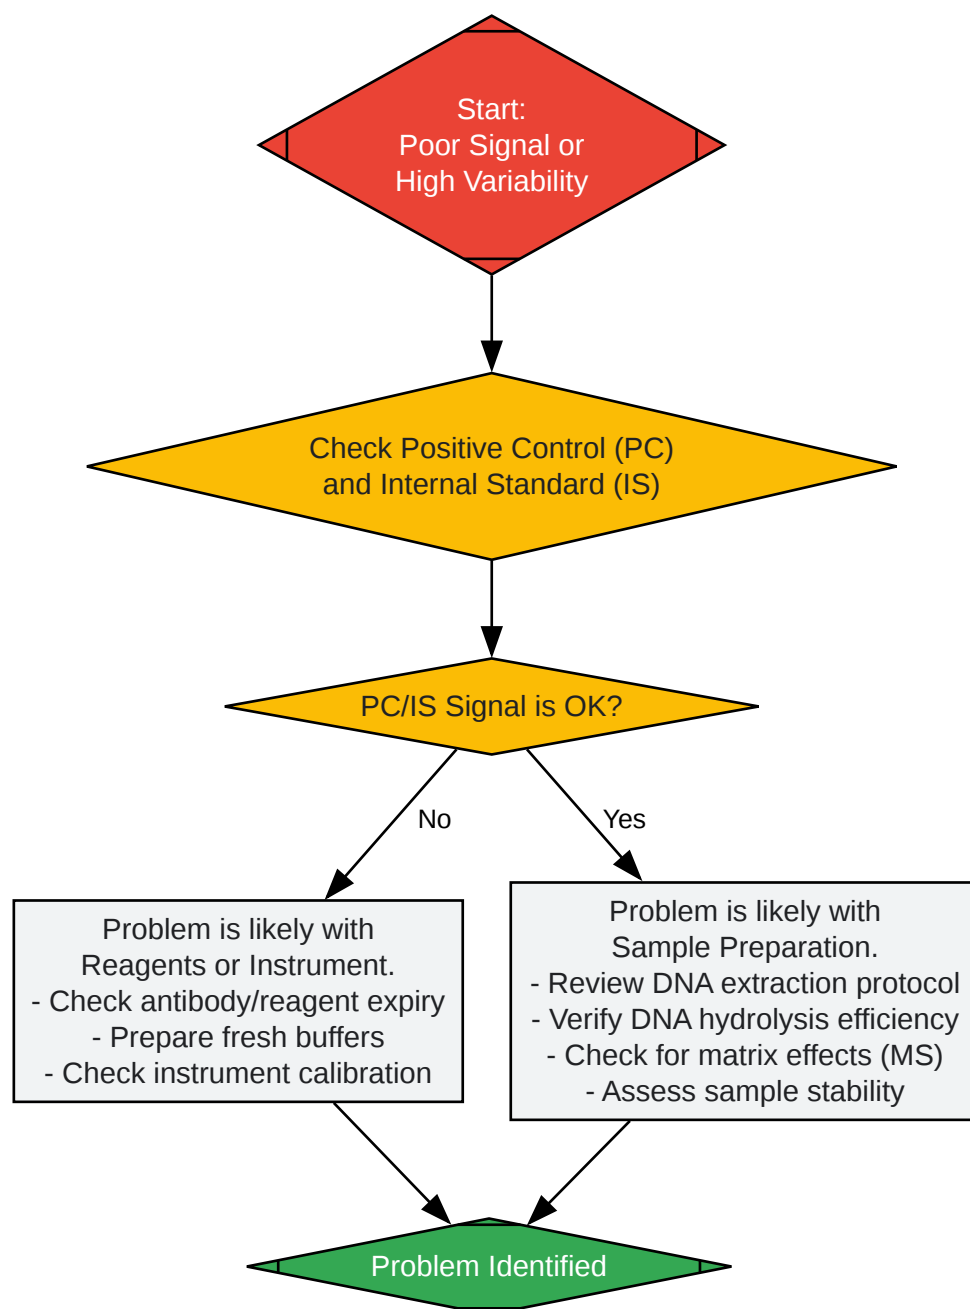 Start:
Poor Signal or
High Variability
Check Positive Control (PC)
and Internal Standard (IS)
PC/IS Signal is OK?
No
Yes
Problem is likely with
Reagents or Instrument.
- Check antibody/reagent expiry
- Prepare fresh buffers
- Check instrument calibration
Problem is likely with
Sample Preparation.
- Review DNA extraction protocol
- Verify DNA hydrolysis efficiency
- Check for matrix effects (MS)
- Assess sample stability
Problem Identified